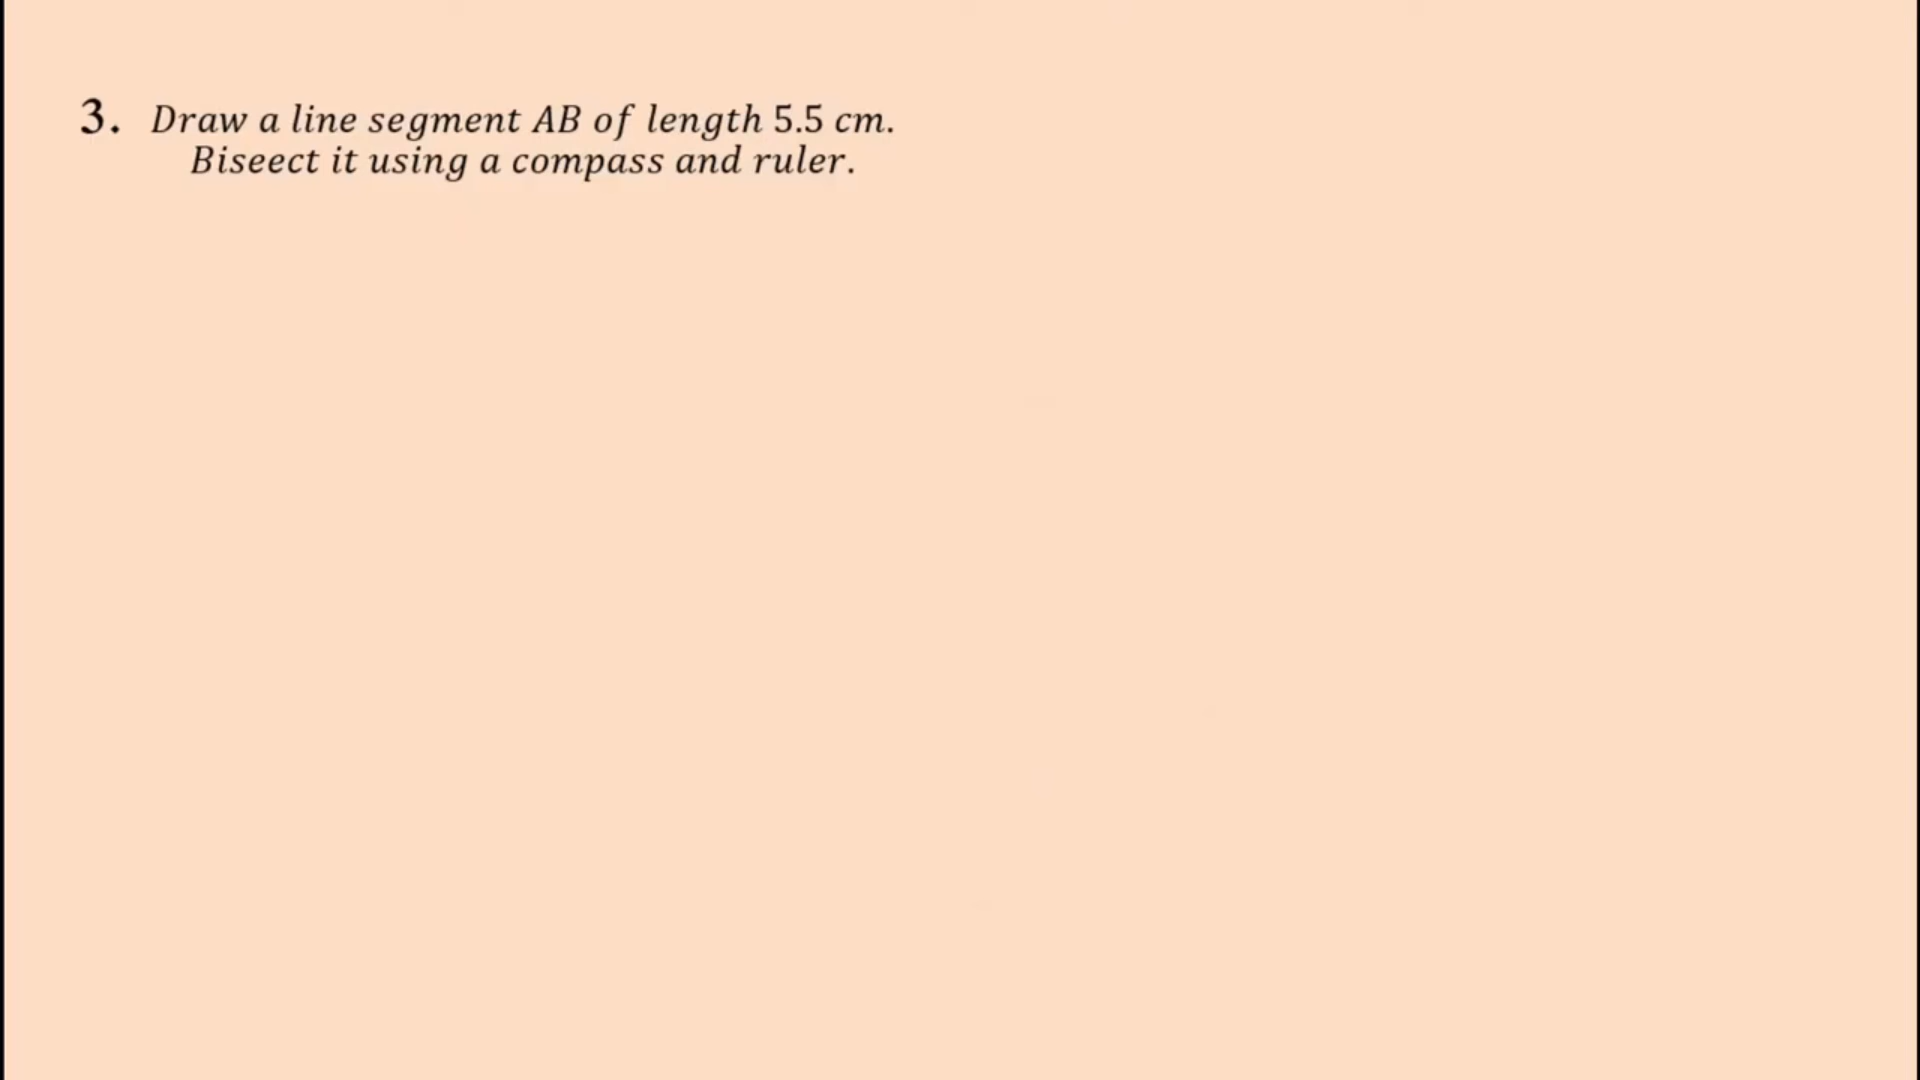 3. Draw a line segment AB of length 5.5 cm.
Biseect it using a compass and ruler.